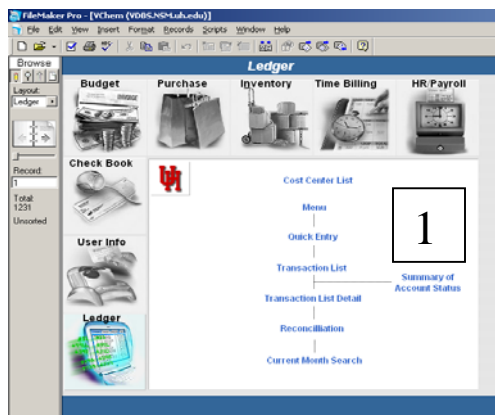 FileMaker Pro - [VChem (VDBS.NSM.uh.edu)]
File Edit View Insert Format Records Scripts Window Help
Browse
Layout:
Ledger
Record:
1
Total:
1231
Unsorted
Ledger
Budget Purchase Inventory Time Billing HR/Payroll
INVOICE
Check Book
User Info
Ledger
UH
Cost Center List
Menu
Quick Entry
Transaction List
Summary of
Account Status
Transaction List Detail
Reconcilliation
Current Month Search
1